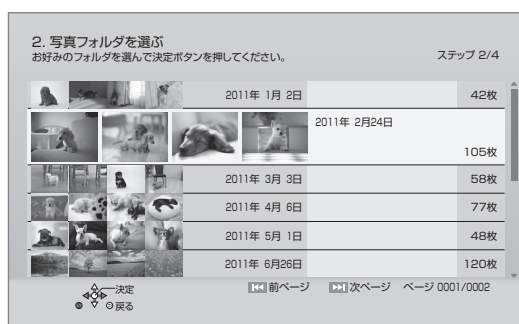 2. 写真フォルダを選ぶ
お好みのフォルダを選んで決定ボタンを押してください。
ステップ 2/4
2011年 1月 2日 42枚
2011年 2月24日
105枚
2011年 3月 3日 58枚
2011年 4月 6日 77枚
2011年 5月 1日 48枚
2011年 6月26日 120枚
決定
戻る
前ページ 次ページ ページ 0001/0002